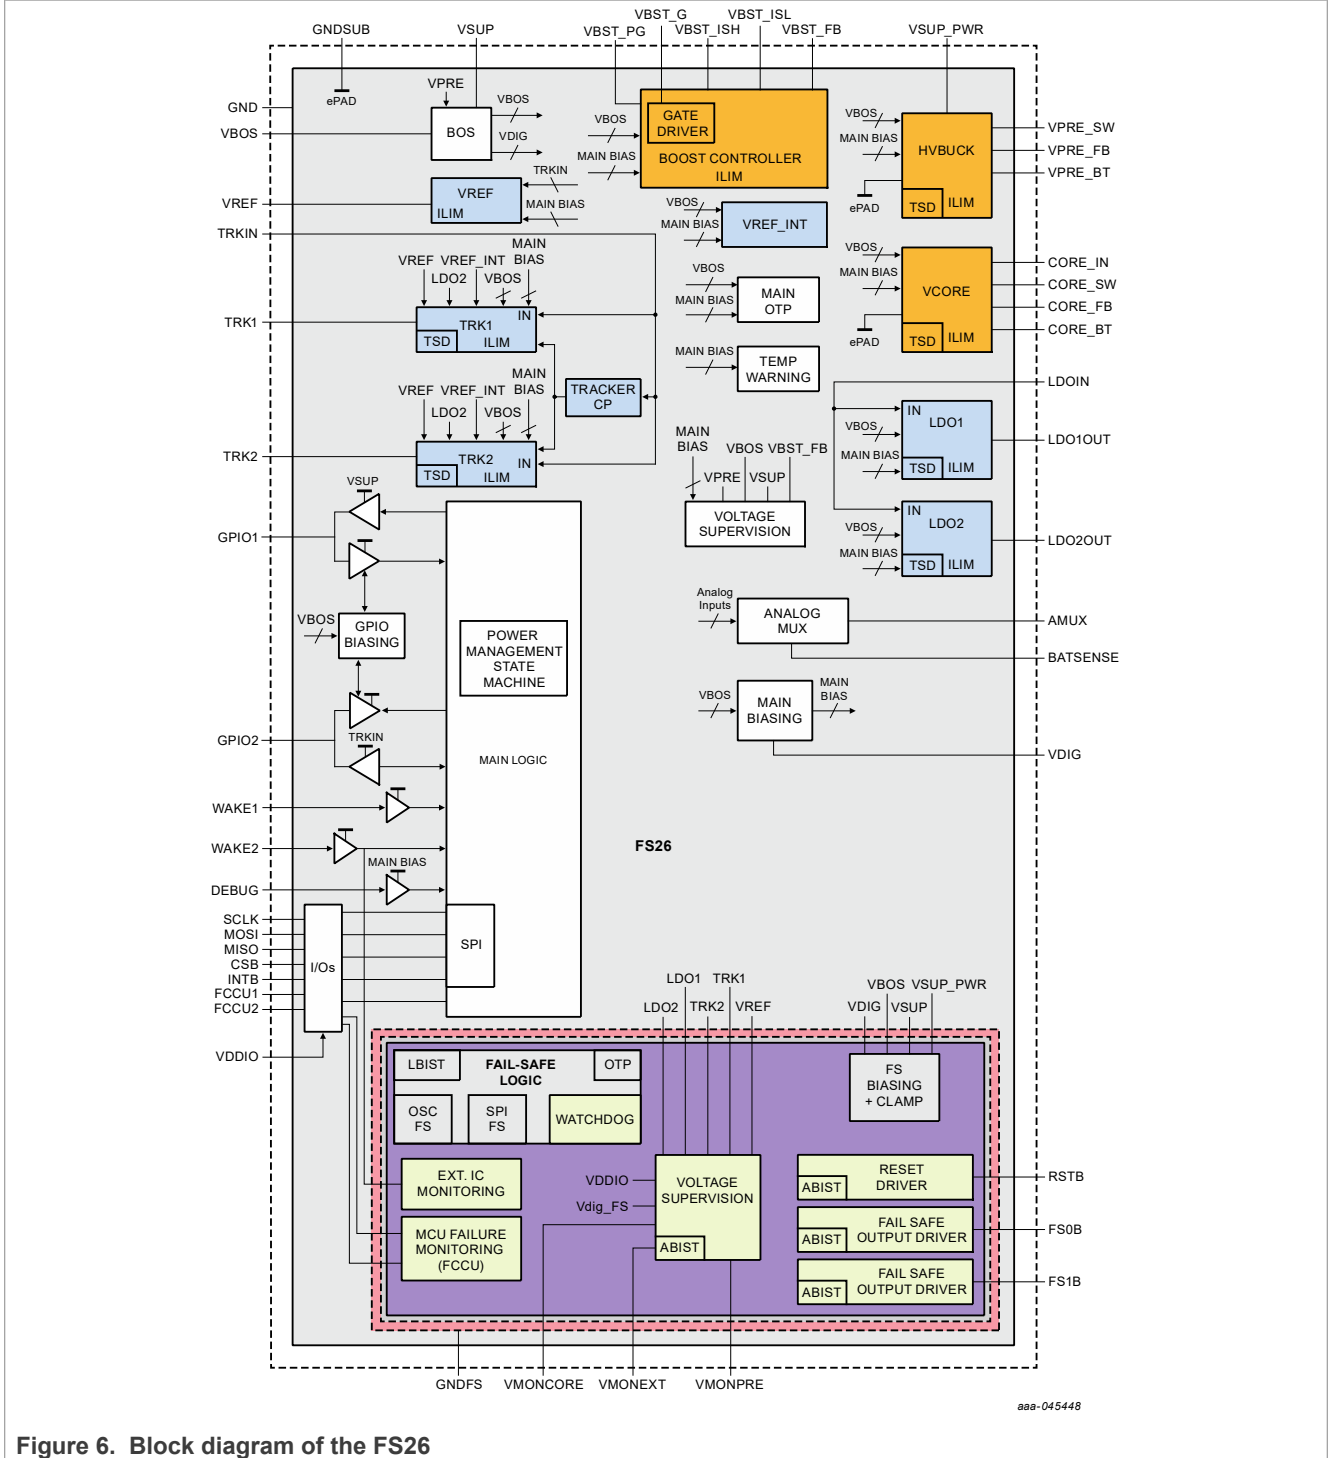 VBST_G
VBST_ISL
GNDSUB
VSUP
VBST_PG
VBST_ISH
VBST_FB
VSUP_PWR
ePAD
VPRE
GND
VBOS
BOS
VBOS
VDIG
VBOS
MAIN BIAS
GATE
DRIVER
BOOST CONTROLLER
ILIM
VBOS
MAIN BIAS
HVBUCK
ePAD
TSD
ILIM
VPRE_SW
VPRE_FB
VPRE_BT
VREF
VREF
ILIM
TRKIN
MAIN BIAS
VBOS
MAIN BIAS
VREF_INT
TRKIN
MAIN
BIAS
VREF
VREF_INT
LDO2
VBOS
TRK1
TRK1
IN
TSD
ILIM
VBOS
MAIN BIAS
MAIN
OTP
VBOS
MAIN BIAS
VCORE
ePAD
TSD
ILIM
CORE_IN
CORE_SW
CORE_FB
CORE_BT
MAIN BIAS
TEMP
WARNING
TRACKER
CP
MAIN
BIAS
VREF
VREF_INT
LDO2
VBOS
TRK2
TRK2
IN
TSD
ILIM
LDOIN
IN
LDO1
VBOS
MAIN BIAS
TSD
ILIM
LDO1OUT
MAIN
BIAS
VBOS
VBST_FB
VPRE
VSUP
VOLTAGE
SUPERVISION
IN
LDO2
VBOS
MAIN BIAS
TSD
ILIM
LDO2OUT
VSUP
GPIO1
VBOS
GPIO
BIASING
POWER
MANAGEMENT
STATE
MACHINE
Analog
Inputs
ANALOG
MUX
AMUX
BATSENSE
VBOS
MAIN
BIASING
MAIN
BIAS
VDIG
GPIO2
TRKIN
MAIN LOGIC
WAKE1
WAKE2
MAIN BIAS
DEBUG
FS26
SCLK
MOSI
MISO
CSB
INTB
FCCU1
FCCU2
I/Os
SPI
VDDIO
LDO1
TRK1
LDO2
TRK2
VREF
VBOS
VSUP_PWR
VDIG
VSUP
LBIST
FAIL-SAFE
LOGIC
OTP
OSC
FS
SPI
FS
WATCHDOG
FS
BIASING
+ CLAMP
EXT. IC
MONITORING
MCU FAILURE
MONITORING
(FCCU)
VDDIO
Vdig_FS
VOLTAGE
SUPERVISION
ABIST
RESET
DRIVER
ABIST
RSTB
FAIL SAFE
OUTPUT DRIVER
ABIST
FS0B
FAIL SAFE
OUTPUT DRIVER
ABIST
FS1B
GNDFS
VMONCORE
VMONEXT
VMONPRE
aaa-045448
Figure 6. Block diagram of the FS26